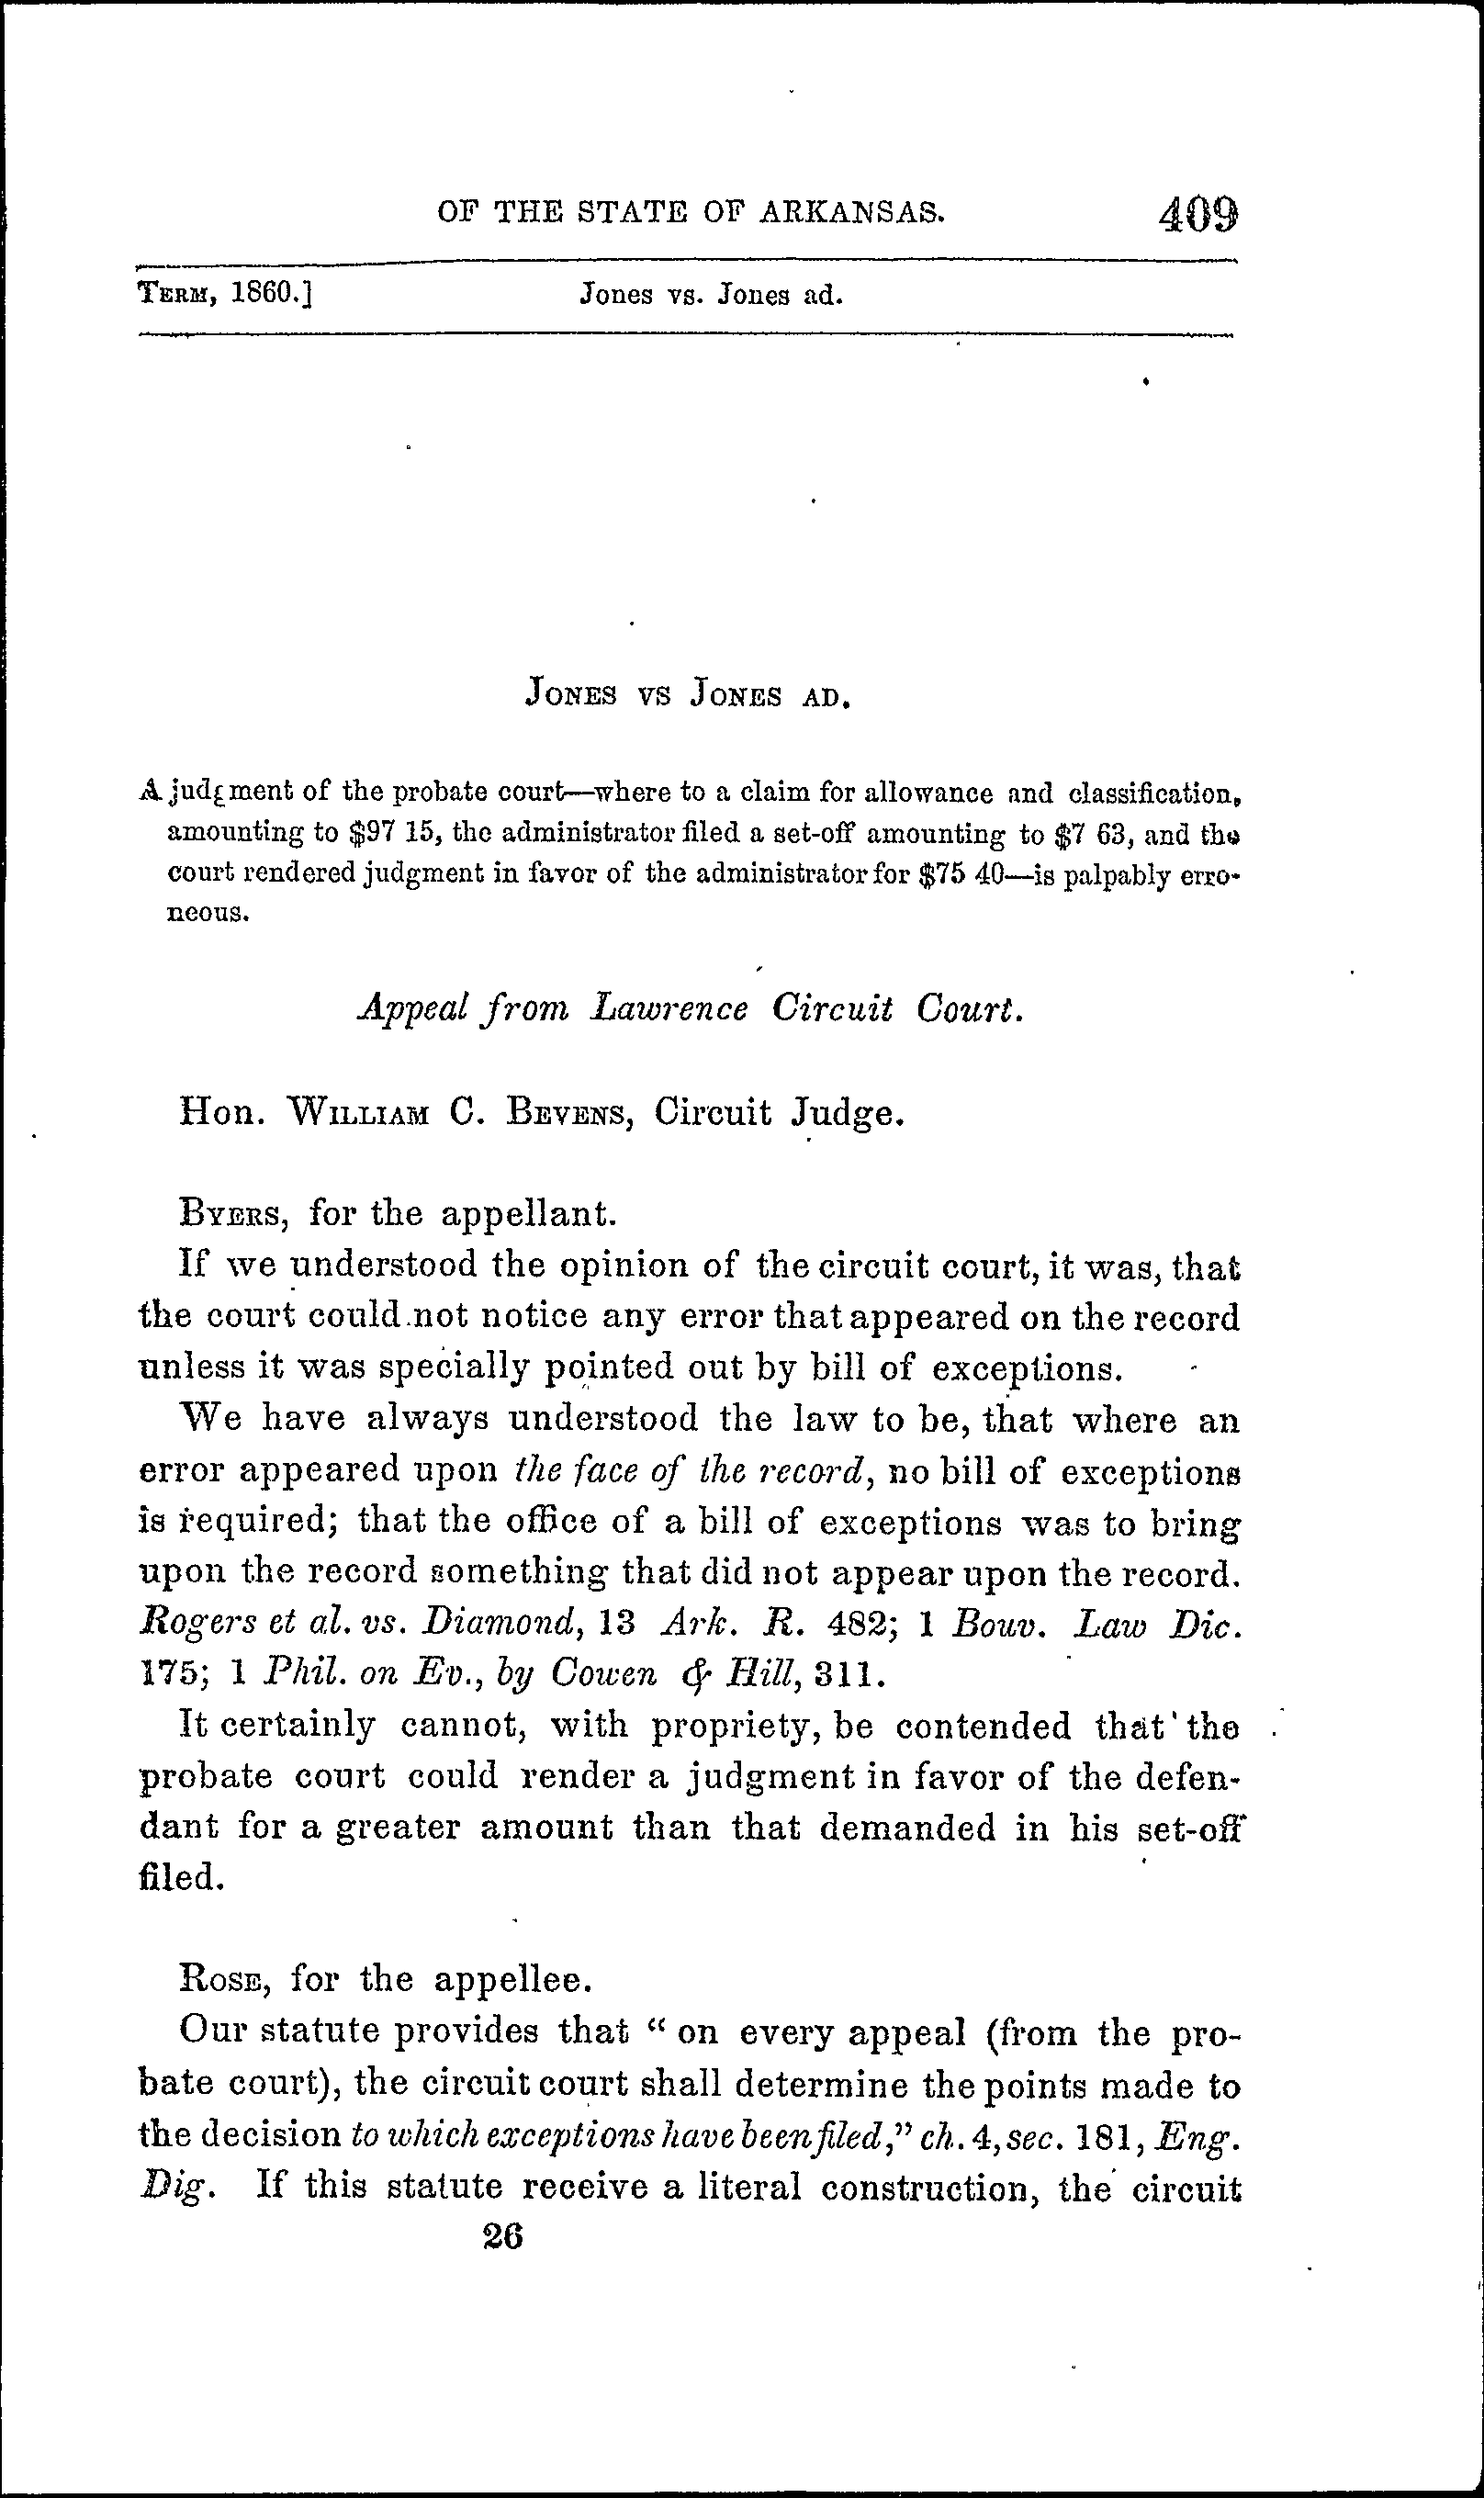 OF THE STATE OF ARKANSAS. 409
TERM, 1860.] Jones vs. Jones ad.
JONES VS JONES AD.
A judgment of the probate court—where to a claim for allowance and classification,
amounting to $97 15, the administrator filed a set-off amounting to $7 63, and the
court rendered judgment in favor of the administrator for $75 40—is palpably erro-
neous.
Appeal from Lawrence Circuit Court.
Hon. WILLIAM C. BEVENS, Circuit Judge.
BYERS, for the appellant.
If we understood the opinion of the circuit court, it was, that
the court could not notice any error that appeared on the record
unless it was specially pointed out by bill of exceptions.
We have always understood the law to be, that where an
error appeared upon the face of the record, no bill of exceptions
is required; that the office of a bill of exceptions was to bring
upon the record something that did not appear upon the record.
Rogers et al. vs. Diamond, 13 Ark. R. 482; 1 Bouv. Law Dic.
175; 1 Phil. on Ev., by Cowen & Hill, 311.
It certainly cannot, with propriety, be contended that the
probate court could render a judgment in favor of the defen-
dant for a greater amount than that demanded in his set-off
filed.
ROSE, for the appellee.
Our statute provides that “ on every appeal (from the pro-
bate court), the circuit court shall determine the points made to
the decision to which exceptions have been filed,” ch. 4, sec. 181, Eng.
Dig. If this statute receive a literal construction, the circuit
26